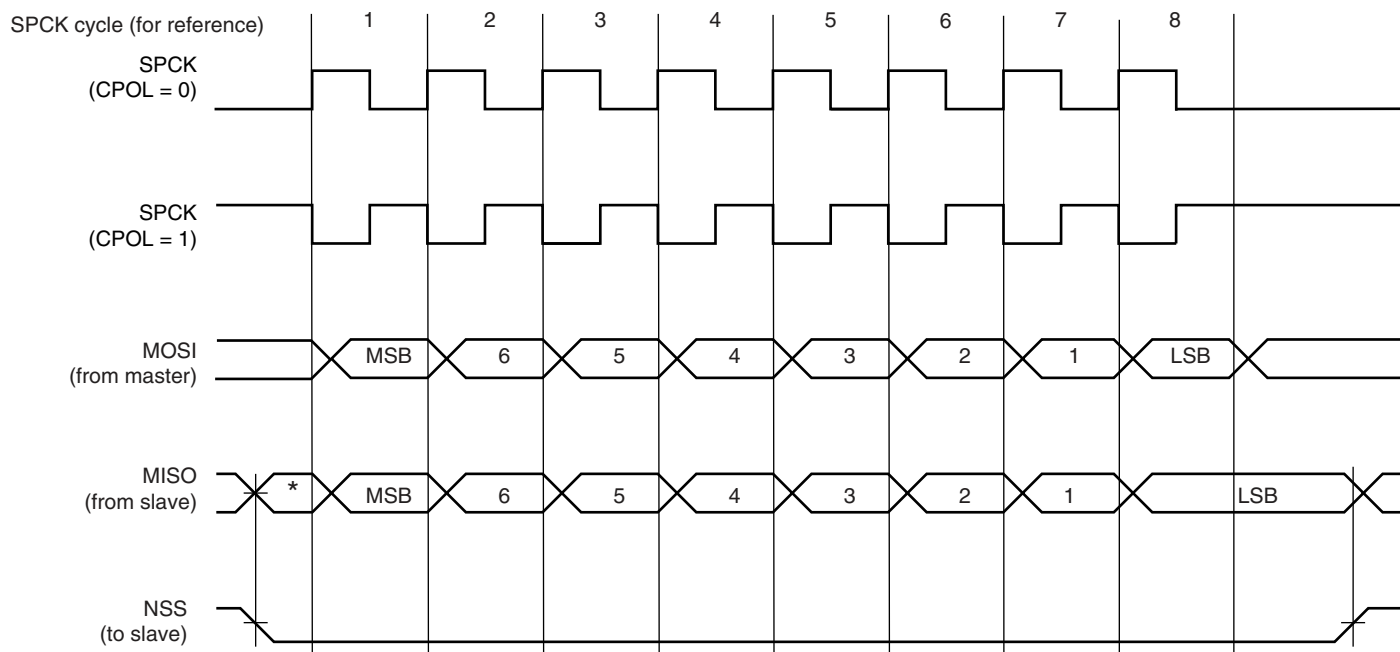 SPCK cycle (for reference)
1 2 3 4 5 6 7 8
SPCK
(CPOL = 0)
SPCK
(CPOL = 1)
MOSI
(from master)
MSB 6 5 4 3 2 1 LSB
MISO
(from slave)
* MSB 6 5 4 3 2 1 LSB
NSS
(to slave)